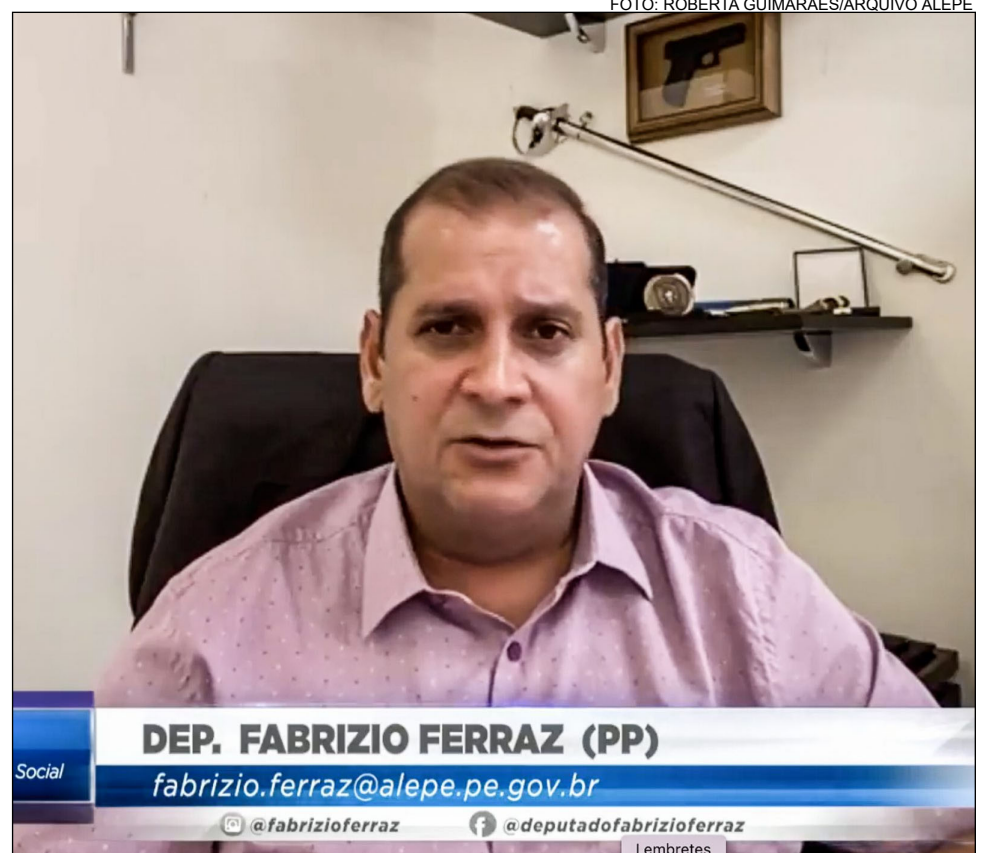 FOTO: ROBERTA GUIMARÃES/ARQUIVO ALEPE
DEP. FABRIZIO FERRAZ (PP)
Social
fabrizio.ferraz@alepe.pe.gov.br
@fabrizioferraz
@deputadofabrizioferraz
Lembretes